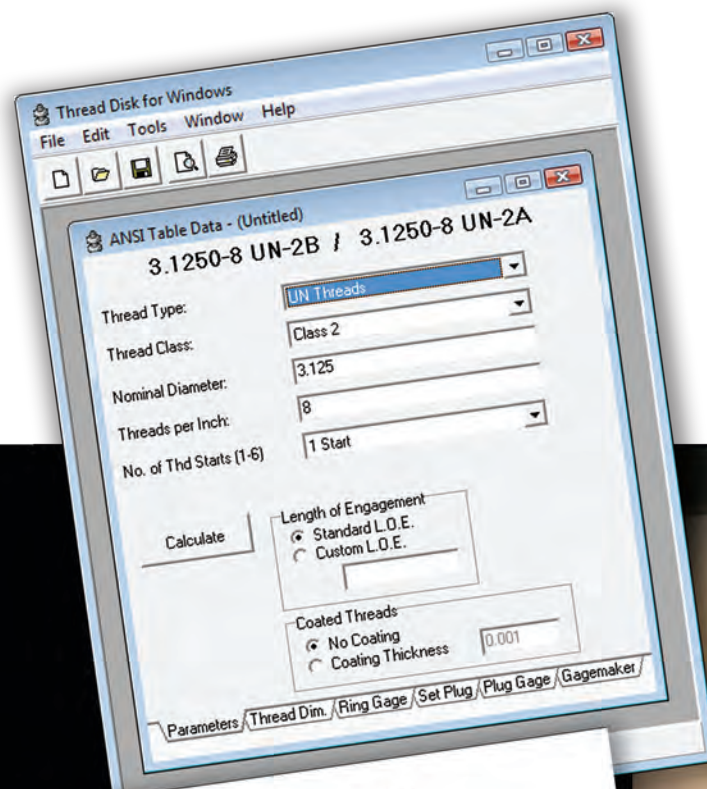 Thread Disk for Windows
File Edit Tools Window Help
ANSI Table Data - (Untitled)
3.1250-8 UN-2B / 3.1250-8 UN-2A
Thread Type:
UN Threads
Thread Class:
Class 2
Nominal Diameter:
3.125
Threads per Inch:
8
No. of Thd Starts (1-6)
1 Start
Calculate
Length of Engagement
Standard L.O.E.
Custom L.O.E.
Coated Threads
No Coating
Coating Thickness
0.001
Parameters Thread Dim. Ring Gage Set Plug Plug Gage Gagemaker